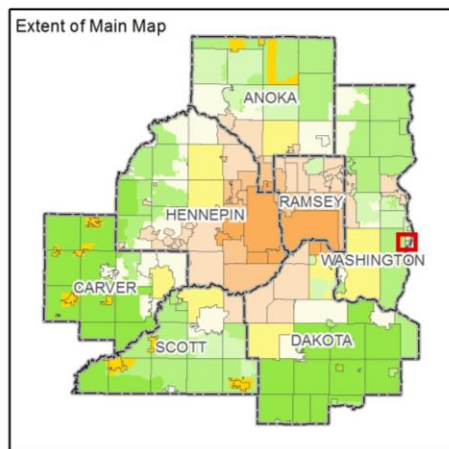 Extent of Main Map
ANOKA
HENNEPIN
RAMSEY
WASHINGTON
CARVER
SCOTT
DAKOTA